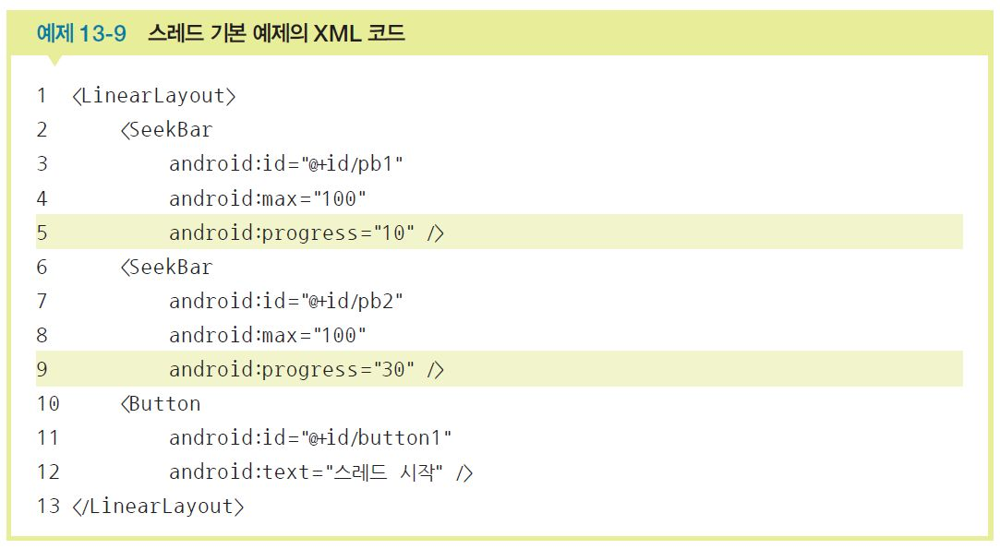 예제 13-9 스레드 기본 예제의 XML 코드
1 <LinearLayout>
2 <SeekBar
3 android:id="@+id/pb1"
4 android:max="100"
5 android:progress="10" />
6 <SeekBar
7 android:id="@+id/pb2"
8 android:max="100"
9 android:progress="30" />
10 <Button
11 android:id="@+id/button1"
12 android:text="스레드 시작" />
13 </LinearLayout>